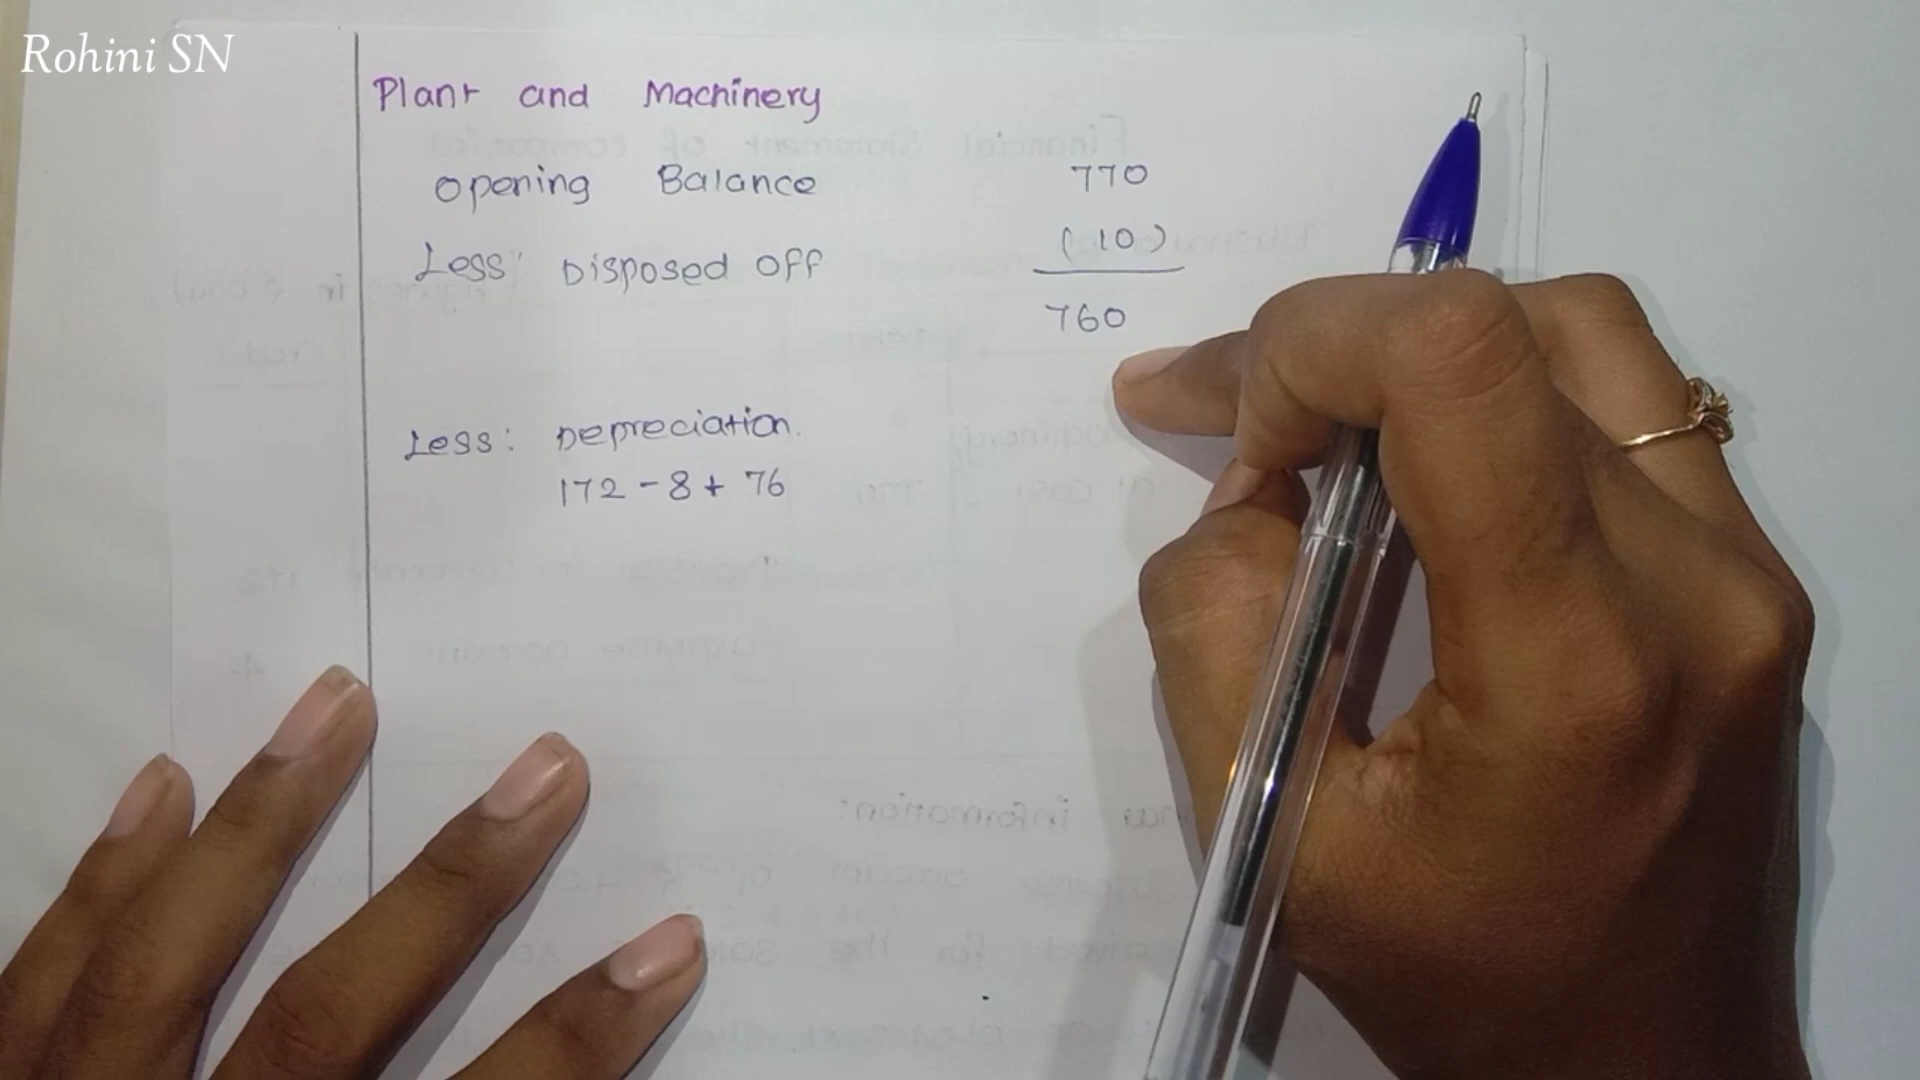 Rohini SN
Plant and Machinery
Opening Balance 770
Less: Disposed off (10)
760
Less: Depreciation.
172 - 8 + 76